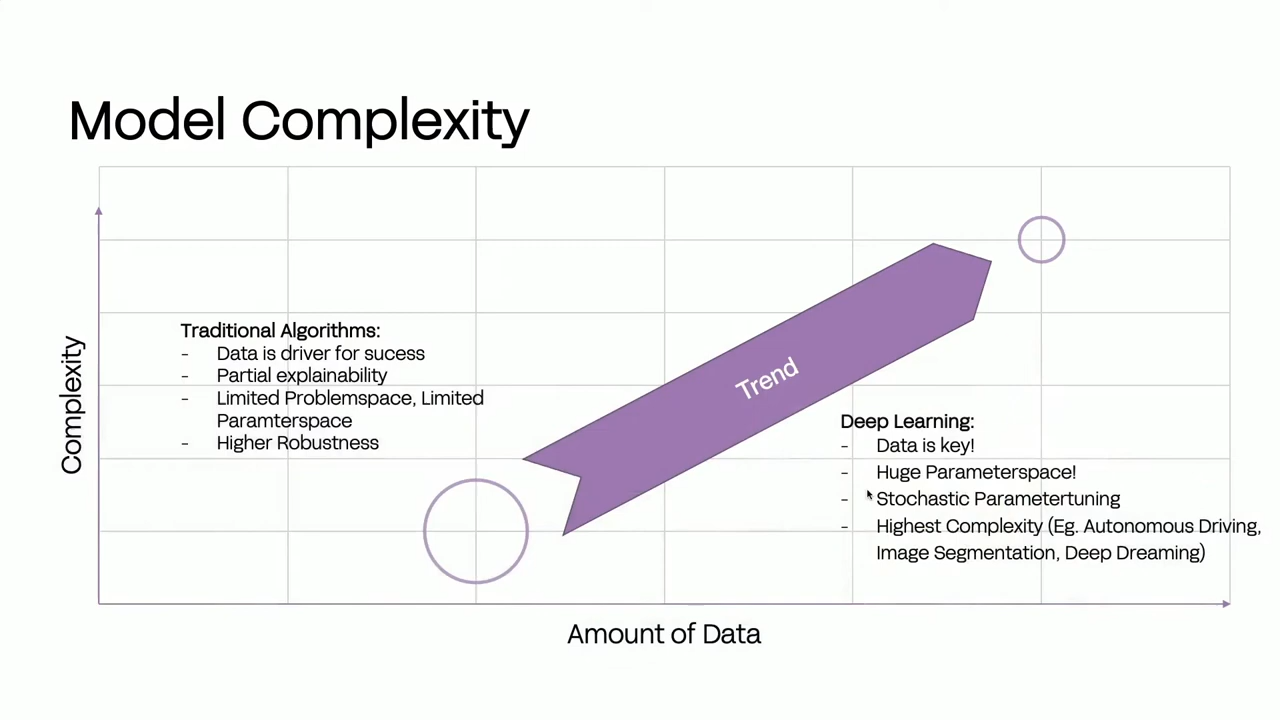 Model Complexity
Complexity
Traditional Algorithms:
- Data is driver for sucess
- Partial explainability
- Limited Problemspace, Limited
Paramterspace
- Higher Robustness
Trend
Deep Learning:
- Data is key!
- Huge Parameterspace!
- Stochastic Parametertuning
- Highest Complexity (Eg. Autonomous Driving,
Image Segmentation, Deep Dreaming)
Amount of Data